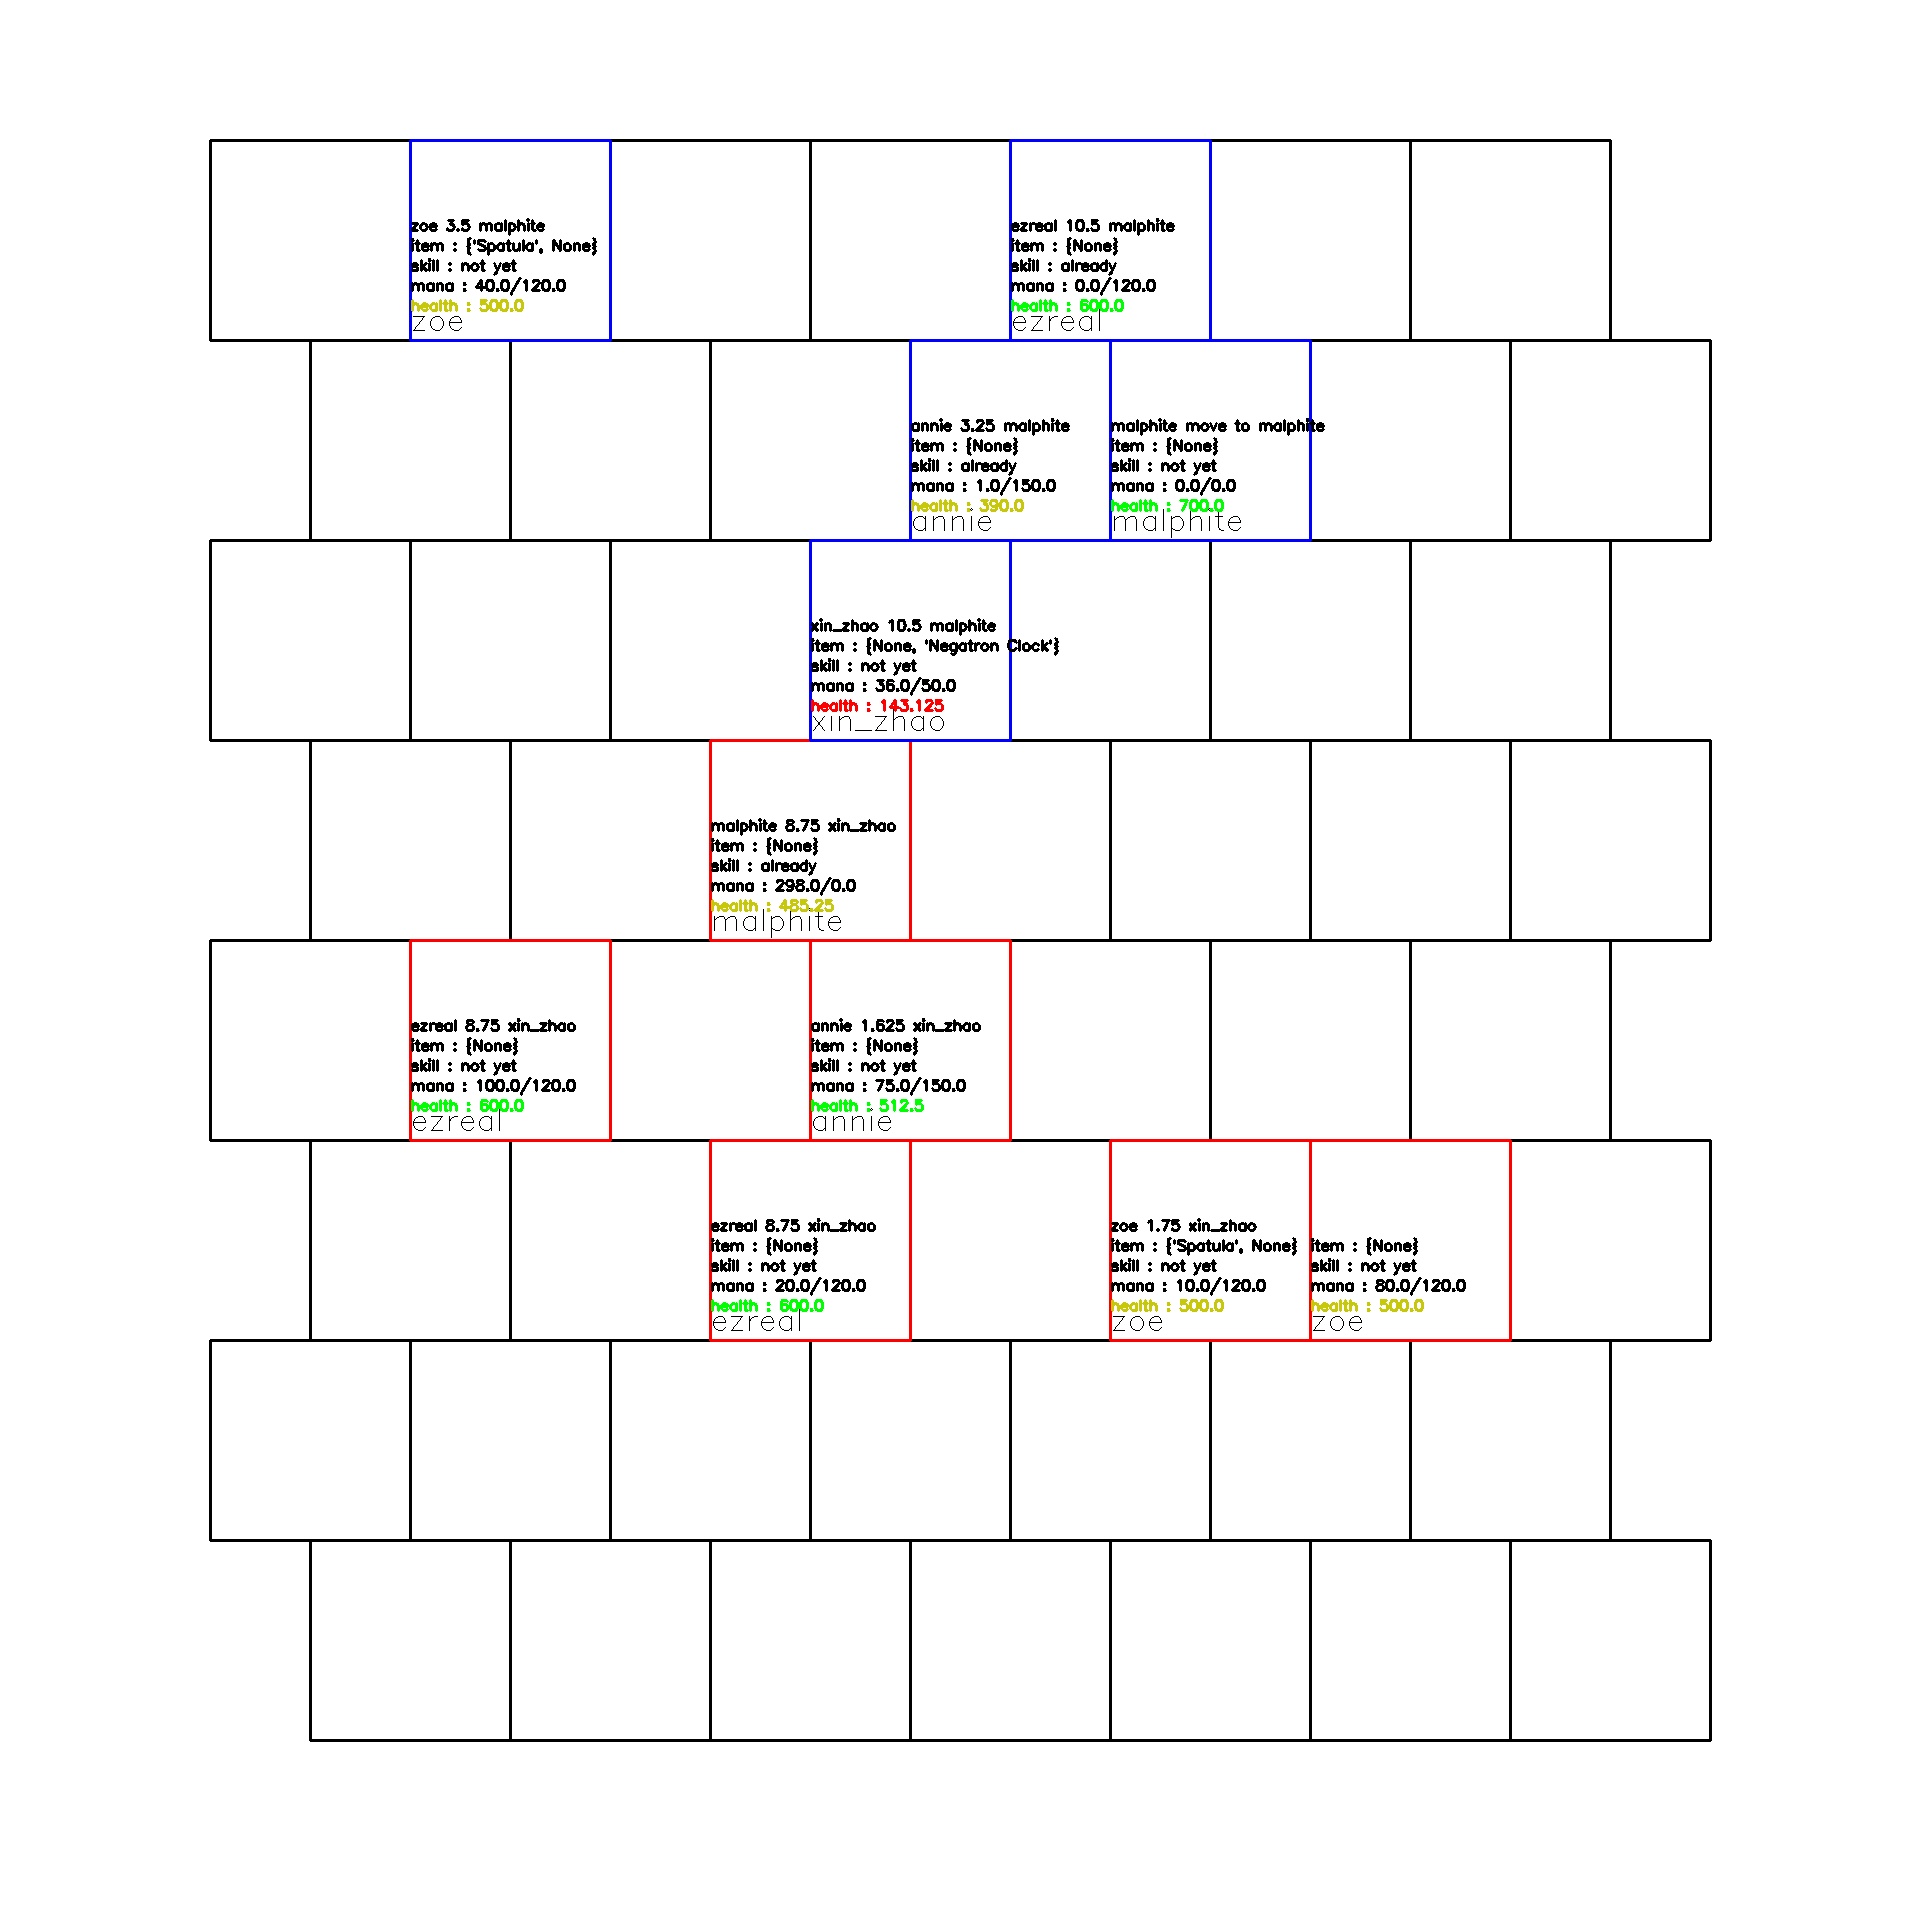 zoe 3.5 malphite
item : {'Spatula', None}
skill : not yet
mana : 40.0/120.0
health : 500.0
zoe
ezreal 10.5 malphite
item : {None}
skill : already
mana : 0.0/120.0
health : 600.0
ezreal
annie 3.25 malphite
item : {None}
skill : already
mana : 1.0/150.0
health : 390.0
annie
malphite move to malphite
item : {None}
skill : not yet
mana : 0.0/0.0
health : 700.0
malphite
xin_zhao 10.5 malphite
item : {None, 'Negatron Clock'}
skill : not yet
mana : 36.0/50.0
health : 143.125
xin_zhao
malphite 8.75 xin_zhao
item : {None}
skill : already
mana : 298.0/0.0
health : 485.25
malphite
ezreal 8.75 xin_zhao
item : {None}
skill : not yet
mana : 100.0/120.0
health : 600.0
ezreal
annie 1.625 xin_zhao
item : {None}
skill : not yet
mana : 75.0/150.0
health : 512.5
annie
ezreal 8.75 xin_zhao
item : {None}
skill : not yet
mana : 20.0/120.0
health : 600.0
ezreal
zoe 1.75 xin_zhao
item : {'Spatula', None}
skill : not yet
mana : 10.0/120.0
health : 500.0
zoe
item : {None}
skill : not yet
mana : 80.0/120.0
health : 500.0
zoe